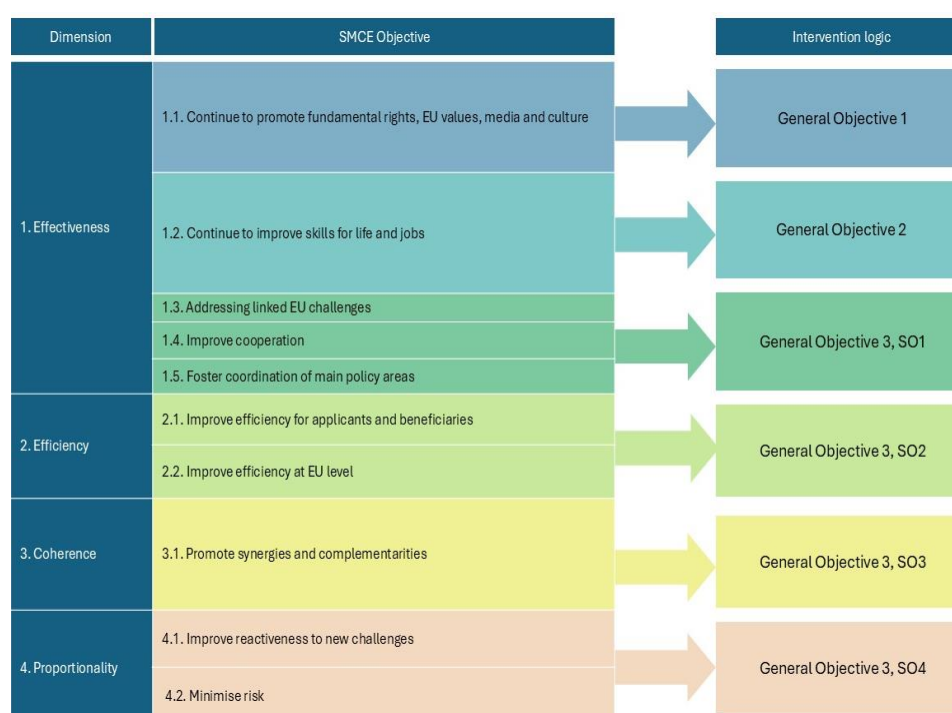 Dimension
SMCE Objective
Intervention logic
1. Effectiveness
1.1. Continue to promote fundamental rights, EU values, media and culture
General Objective 1
1.2. Continue to improve skills for life and jobs
General Objective 2
1.3. Addressing linked EU challenges
1.4. Improve cooperation
1.5. Foster coordination of main policy areas
General Objective 3, SO1
2. Efficiency
2.1. Improve efficiency for applicants and beneficiaries
2.2. Improve efficiency at EU level
General Objective 3, SO2
3. Coherence
3.1. Promote synergies and complementarities
General Objective 3, SO3
4. Proportionality
4.1. Improve reactiveness to new challenges
4.2. Minimise risk
General Objective 3, SO4